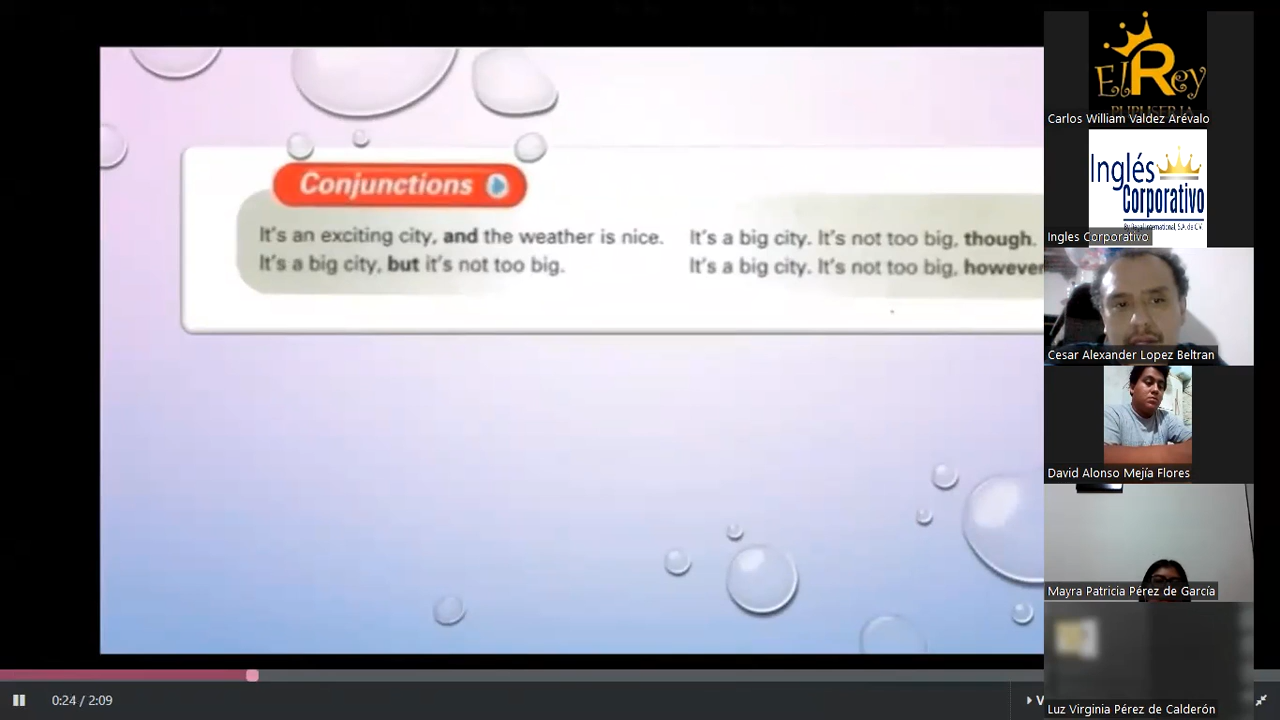 Conjunctions
It's an exciting city, and the weather is nice.
It's a big city, but it's not too big.
It's a big city. It's not too big, though.
It's a big city. It's not too big, however
0:24 / 2:09
El Rey
PUPUSERIA
Carlos William Valdez Arévalo
Inglés
Corporativo
Ingles Corporativo
Cesar Alexander Lopez Beltran
David Alonso Mejía Flores
Mayra Patricia Pérez de García
Luz Virginia Pérez de Calderón